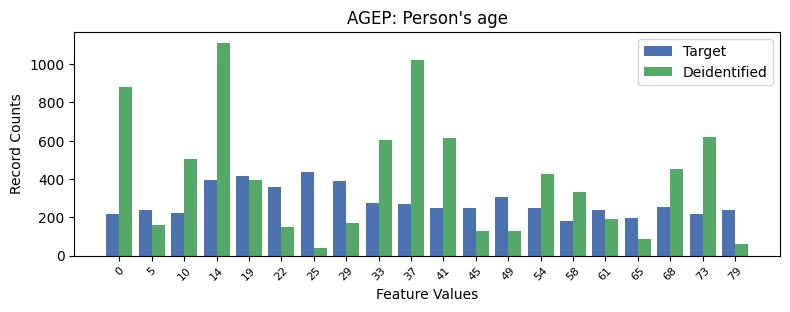 AGEP: Person's age
Target
Deidentified
Record Counts
1000
800
600
400
200
0
0 5 10 14 19 22 25 29 33 37 41 45 49 54 58 61 65 68 73 79
Feature Values